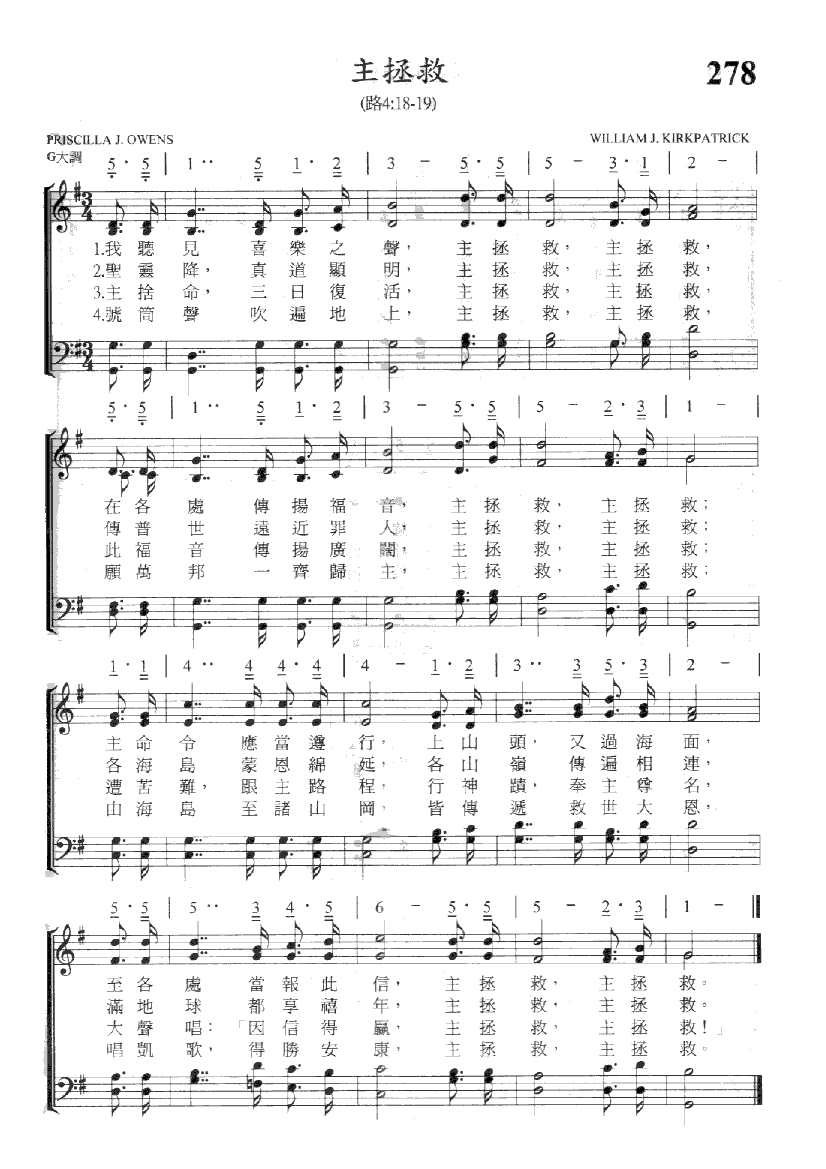 主拯救
278
(路4:18-19)
PRISCILLA J. OWENS
WILLIAM J. KIRKPATRICK
G大調
5 · 5 | 1 ·· 5 1 · 2 | 3 – 5 · 5 | 5 – 3 · 1 | 2 – |
1.我聽見喜樂之聲，主拯救，主拯救，
2.聖靈降，真道顯明，主拯救，主拯救，
3.主捨命，三日復活，主拯救，主拯救，
4.號筒聲吹遍地上，主拯救，主拯救，
5 · 5 | 1 ·· 5 1 · 2 | 3 – 5 · 5 | 5 – 2 · 3 | 1 – |
在各處傳揚福音，主拯救，主拯救；
傳普世遠近罪人，主拯救，主拯救；
此福音傳揚廣闊，主拯救，主拯救；
願萬邦一齊歸主，主拯救，主拯救；
1 · 1 | 4 ·· 4 4 · 4 | 4 – 1 · 2 | 3 ·· 3 5 · 3 | 2 – |
主命令應當遵行，上山頭，又過海面，
各海島蒙恩綿延，各山嶺傳遍相連，
遭苦難，跟主路程，行神蹟，奉主尊名，
山海島至諸山岡，皆傳遞救世大恩，
5 · 5 | 5 ·· 3 4 · 5 | 6 – 5 · 5 | 5 – 2 · 3 | 1 – ‖
至各處當報此信，主拯救，主拯救。
滿地球都享禧年，主拯救，主拯救。
大聲唱：「因信得贏，主拯救，主拯救！」
唱凱歌，得勝安康，主拯救，主拯救。